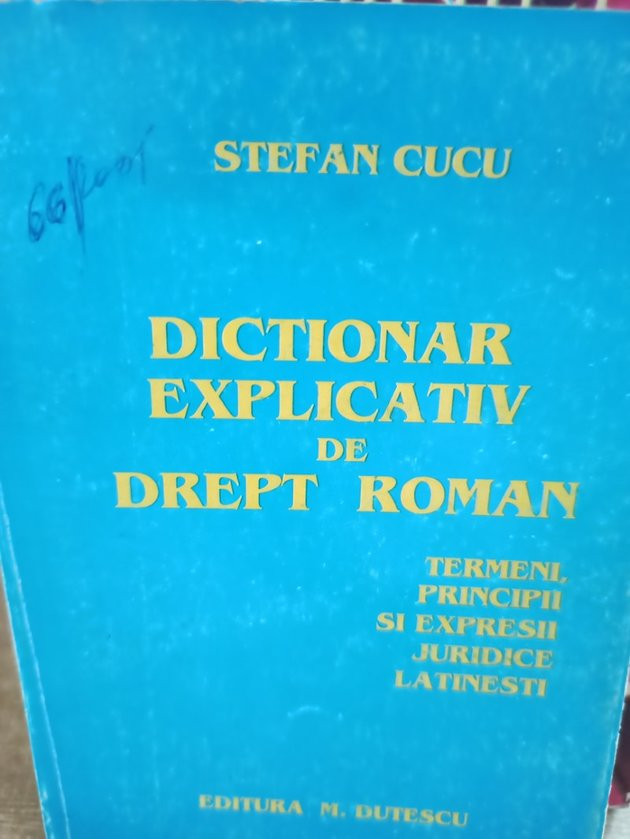 STEFAN CUCU
DICTIONAR
EXPLICATIV
DE
DREPT ROMAN
TERMENI,
PRINCIPII
SI EXPRESII
JURIDICE
LATINESTI
EDITURA M. DUTESCU